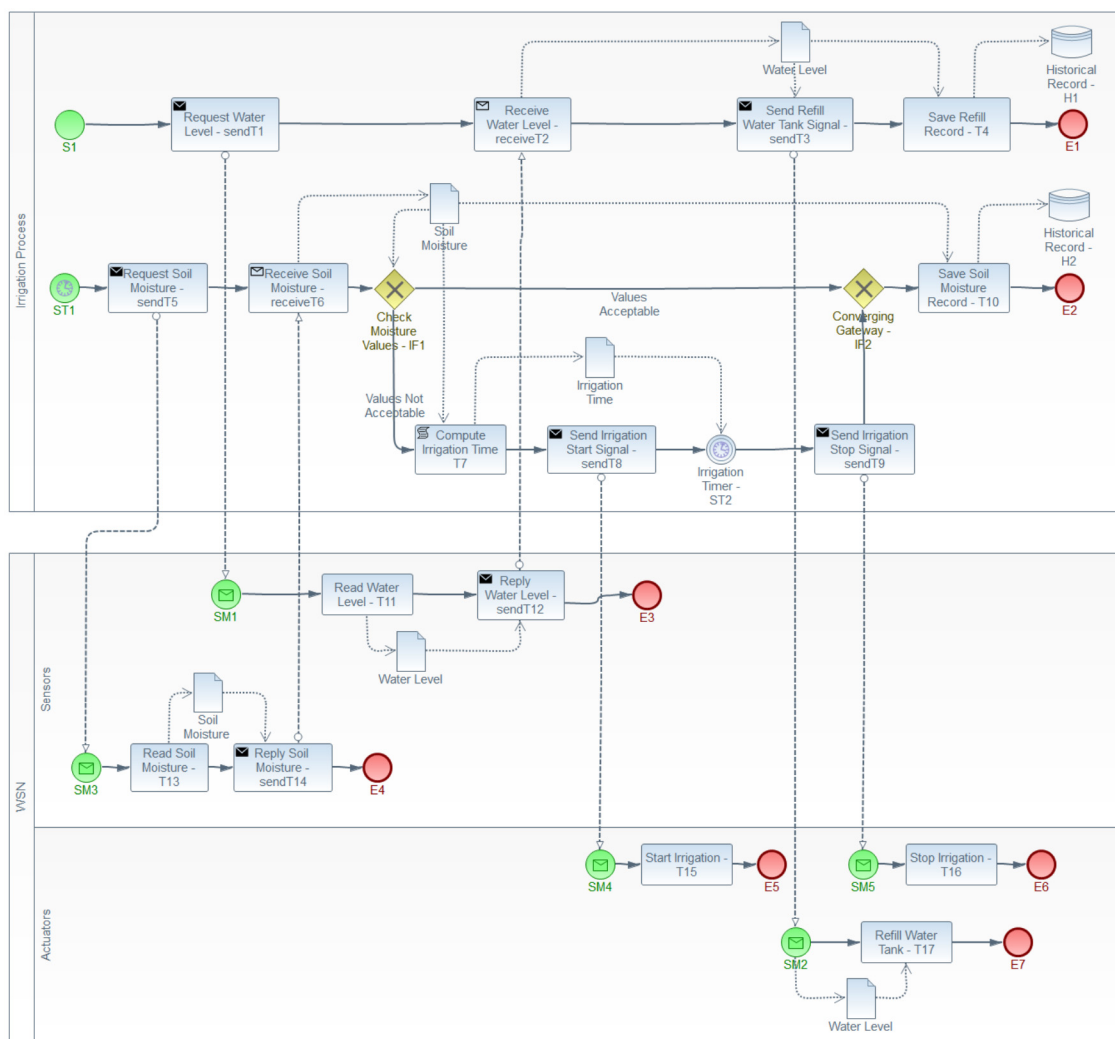 Irrigation Process
Water Level
Historical
Record -
H1
S1
Request Water
Level - sendT1
Receive
Water Level -
receiveT2
Send Refill
Water Tank Signal -
sendT3
Save Refill
Record - T4
E1
Soil
Moisture
Historical
Record -
H2
ST1
Request Soil
Moisture -
sendT5
Receive Soil
Moisture -
receiveT6
Check
Moisture
Values - IF1
Values
Acceptable
Converging
Gateway -
IF2
Save Soil
Moisture
Record - T10
E2
Values Not
Acceptable
Irrigation
Time
Compute
Irrigation Time
T7
Send Irrigation
Start Signal -
sendT8
Irrigation
Timer -
ST2
Send Irrigation
Stop Signal -
sendT9
WSN
Sensors
SM1
Read Water
Level - T11
Reply
Water Level -
sendT12
E3
Water Level
Soil
Moisture
SM3
Read Soil
Moisture -
T13
Reply Soil
Moisture -
sendT14
E4
Actuators
SM4
Start Irrigation -
T15
E5
SM5
Stop Irrigation -
T16
E6
SM2
Refill Water
Tank - T17
E7
Water Level